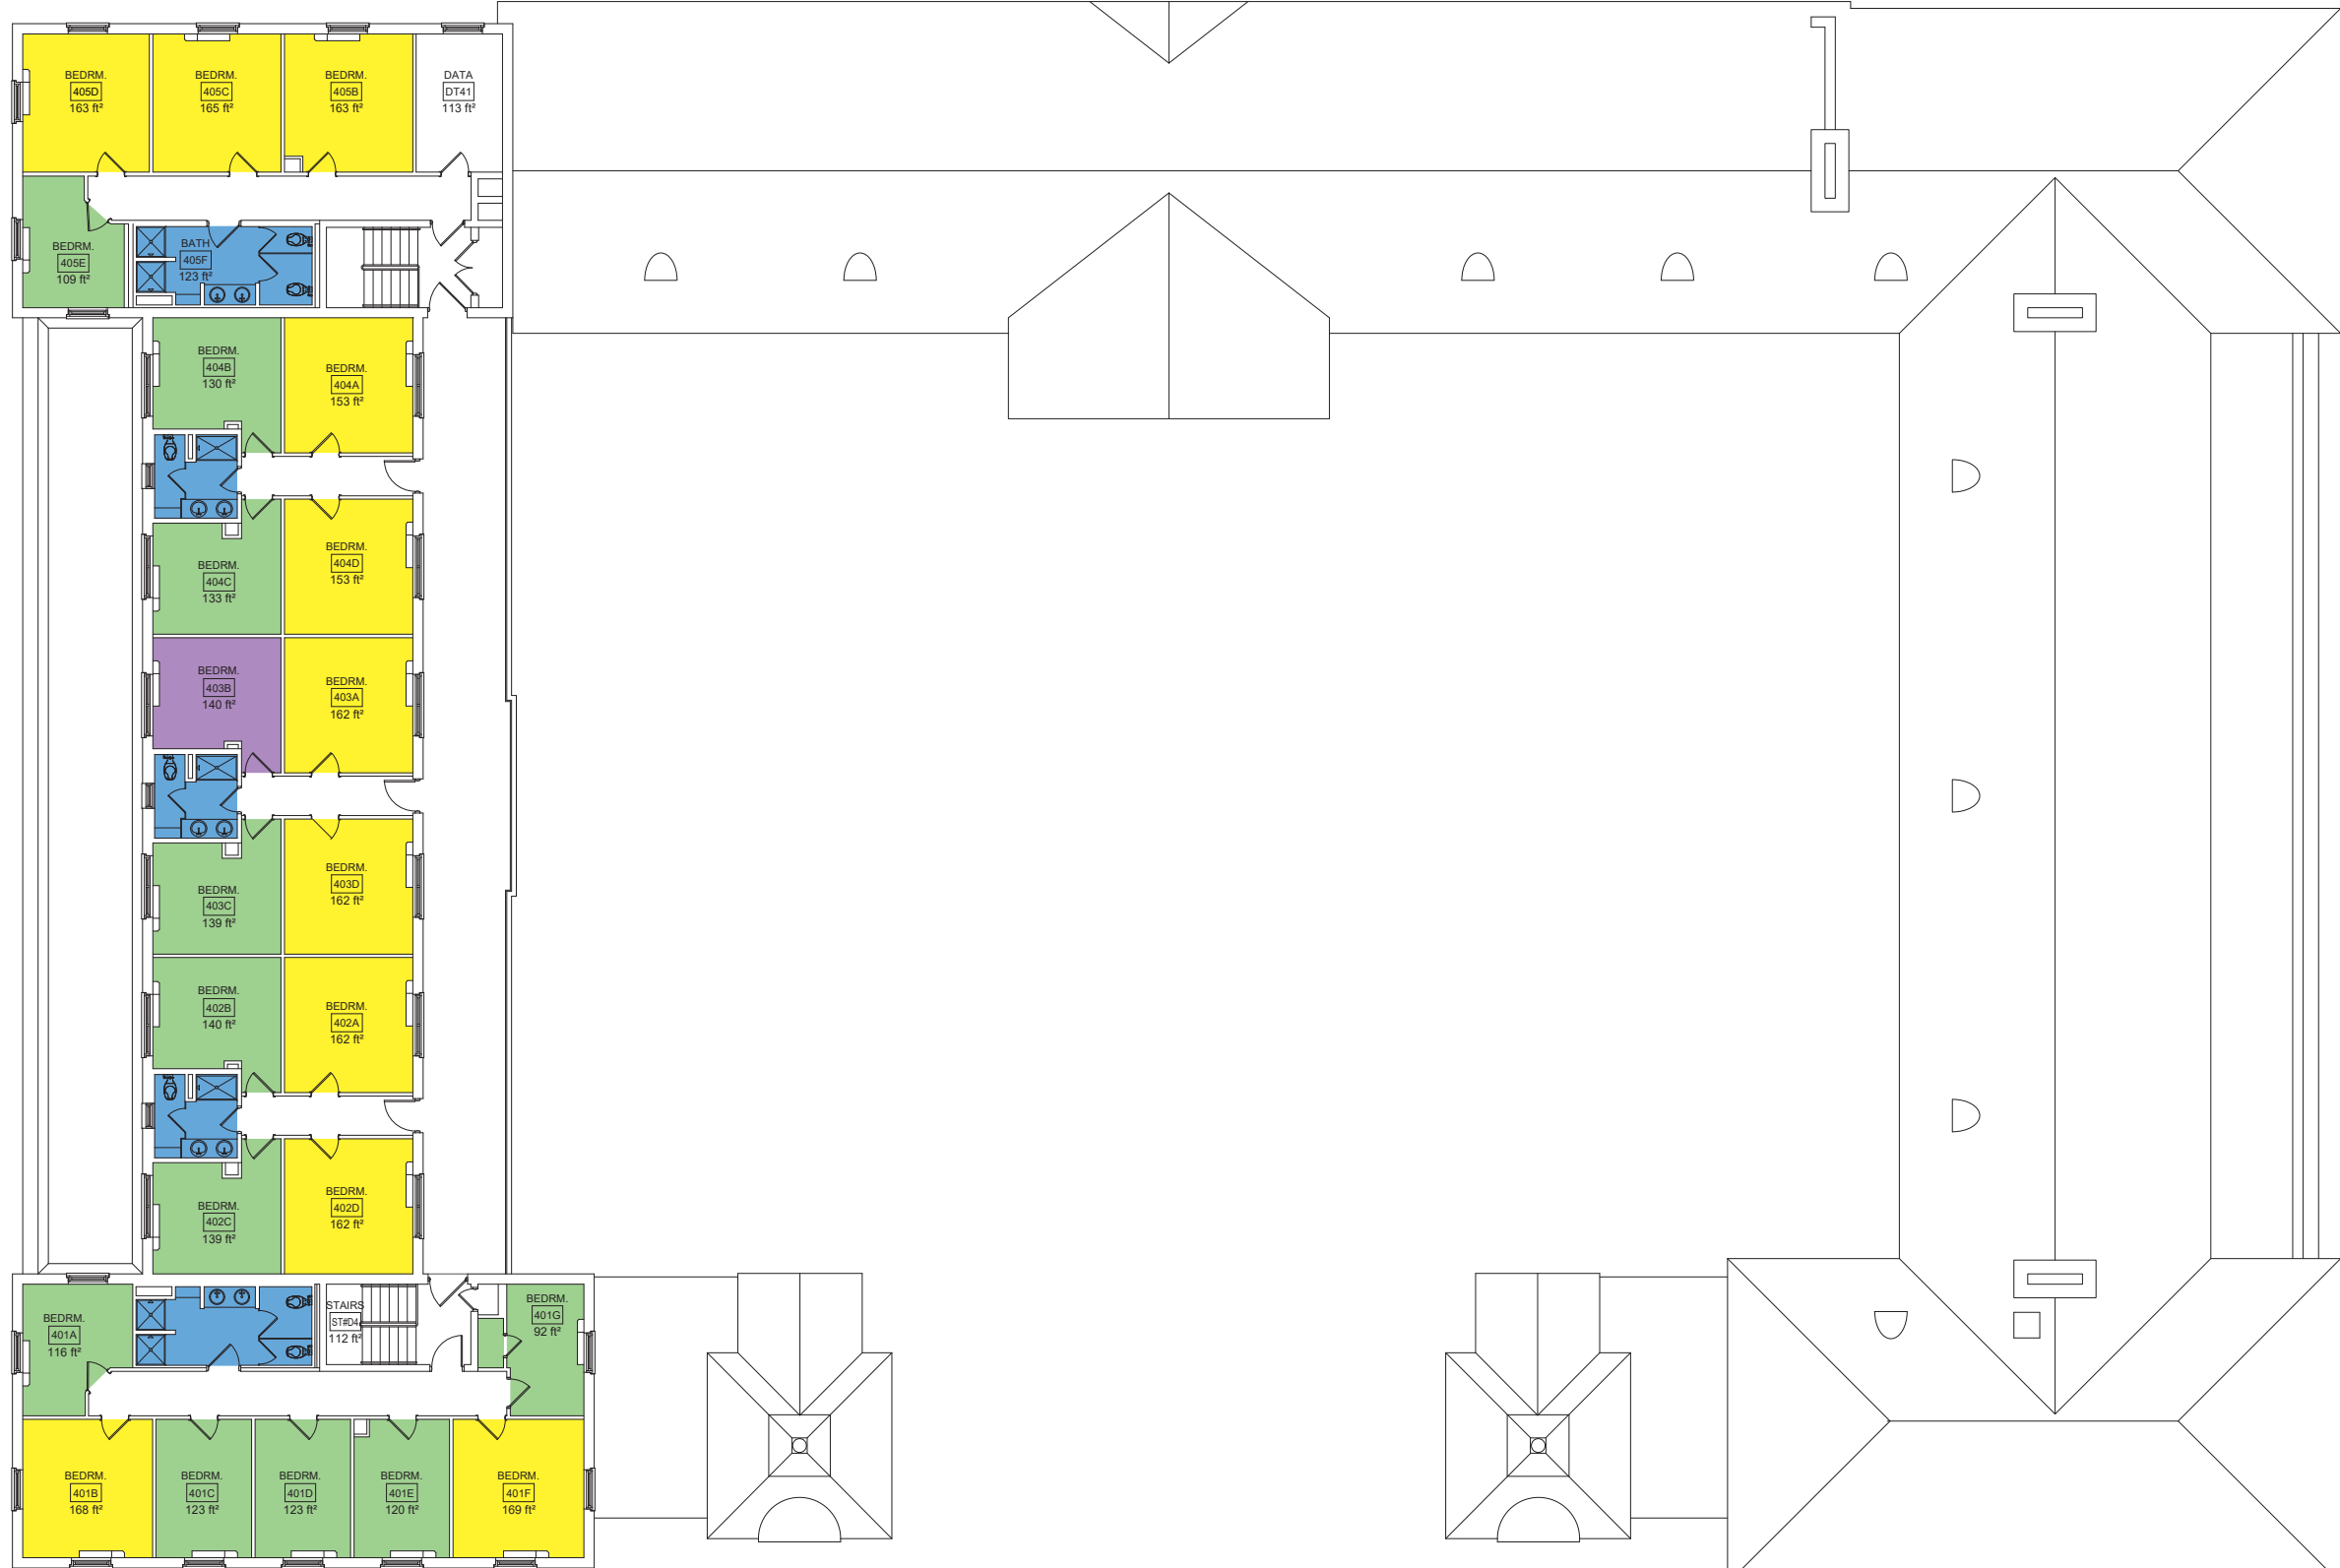 BEDRM.
405D
163 ft²
BEDRM.
405C
165 ft²
BEDRM.
405B
163 ft²
DATA
DT41
113 ft²
BEDRM.
405E
109 ft²
BATH
405F
123 ft²
BEDRM.
404B
130 ft²
BEDRM.
404A
153 ft²
BEDRM.
404C
133 ft²
BEDRM.
404D
153 ft²
BEDRM.
403B
140 ft²
BEDRM.
403A
162 ft²
BEDRM.
403C
139 ft²
BEDRM.
403D
162 ft²
BEDRM.
402B
140 ft²
BEDRM.
402A
162 ft²
BEDRM.
402C
139 ft²
BEDRM.
402D
162 ft²
BEDRM.
401A
116 ft²
STAIRS
ST#D4
112 ft²
BEDRM.
401G
92 ft²
BEDRM.
401B
168 ft²
BEDRM.
401C
123 ft²
BEDRM.
401D
123 ft²
BEDRM.
401E
120 ft²
BEDRM.
401F
169 ft²